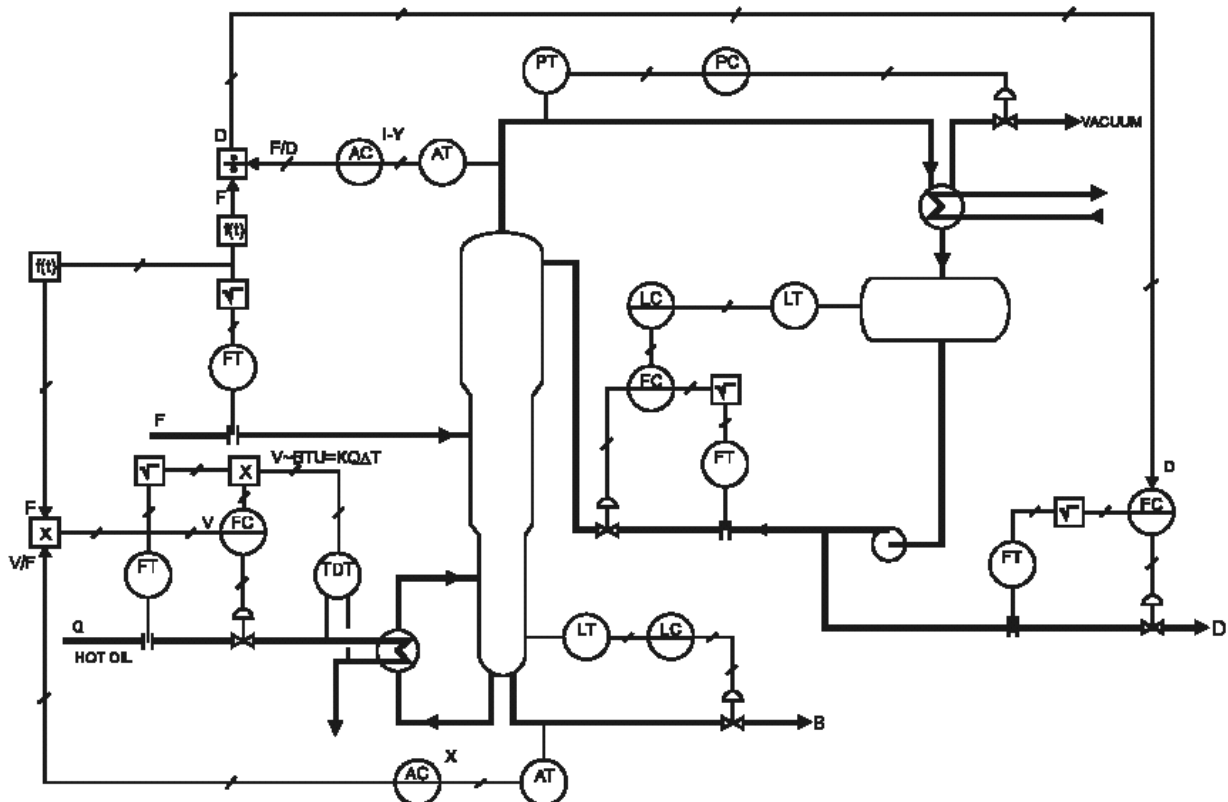 PT
PC
VACUUM
D
I-Y
F/D
AC
AT
÷
F
f(t)
f(t)
√
LC
LT
FT
FC
√
F
V~BTU=KQΔT
√
X
FT
D
F
X
V
FC
√
FC
V/F
FT
TDT
FT
Q
LT
LC
D
HOT OIL
B
X
AC
AT